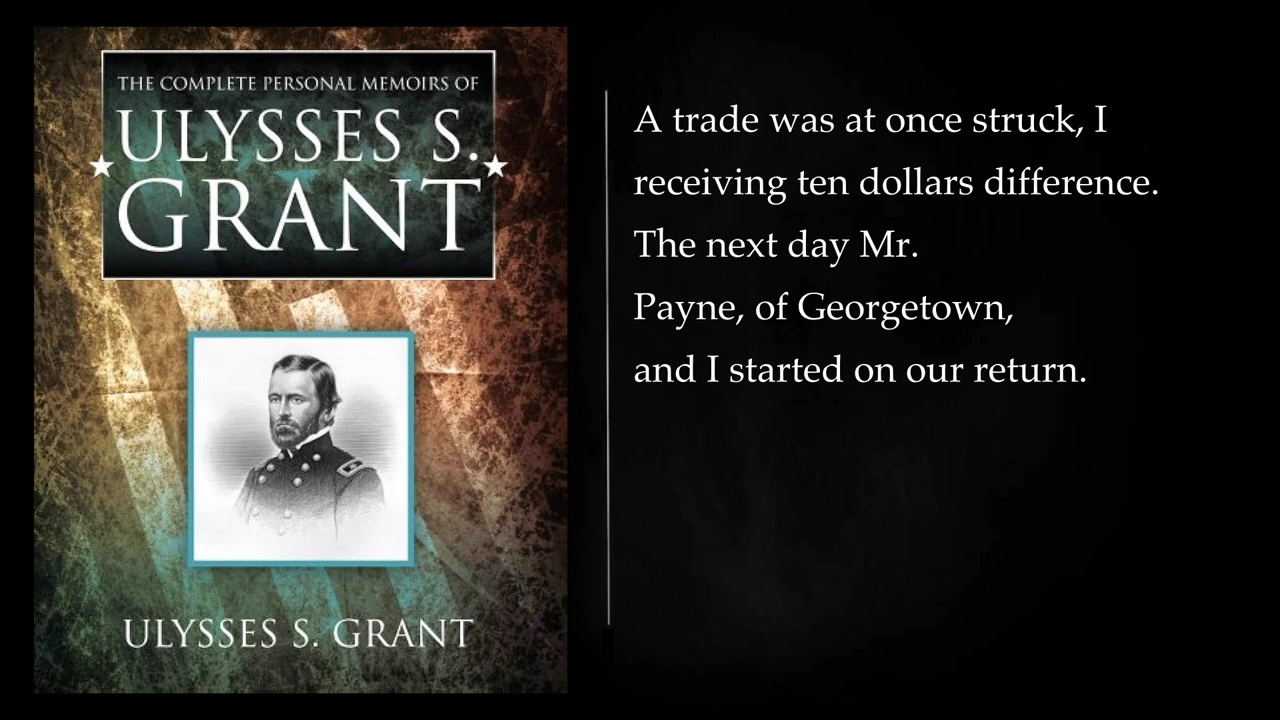 THE COMPLETE PERSONAL MEMOIRS OF
ULYSSES S.
GRANT
ULYSSES S. GRANT
A trade was at once struck, I
receiving ten dollars difference.
The next day Mr.
Payne, of Georgetown,
and I started on our return.